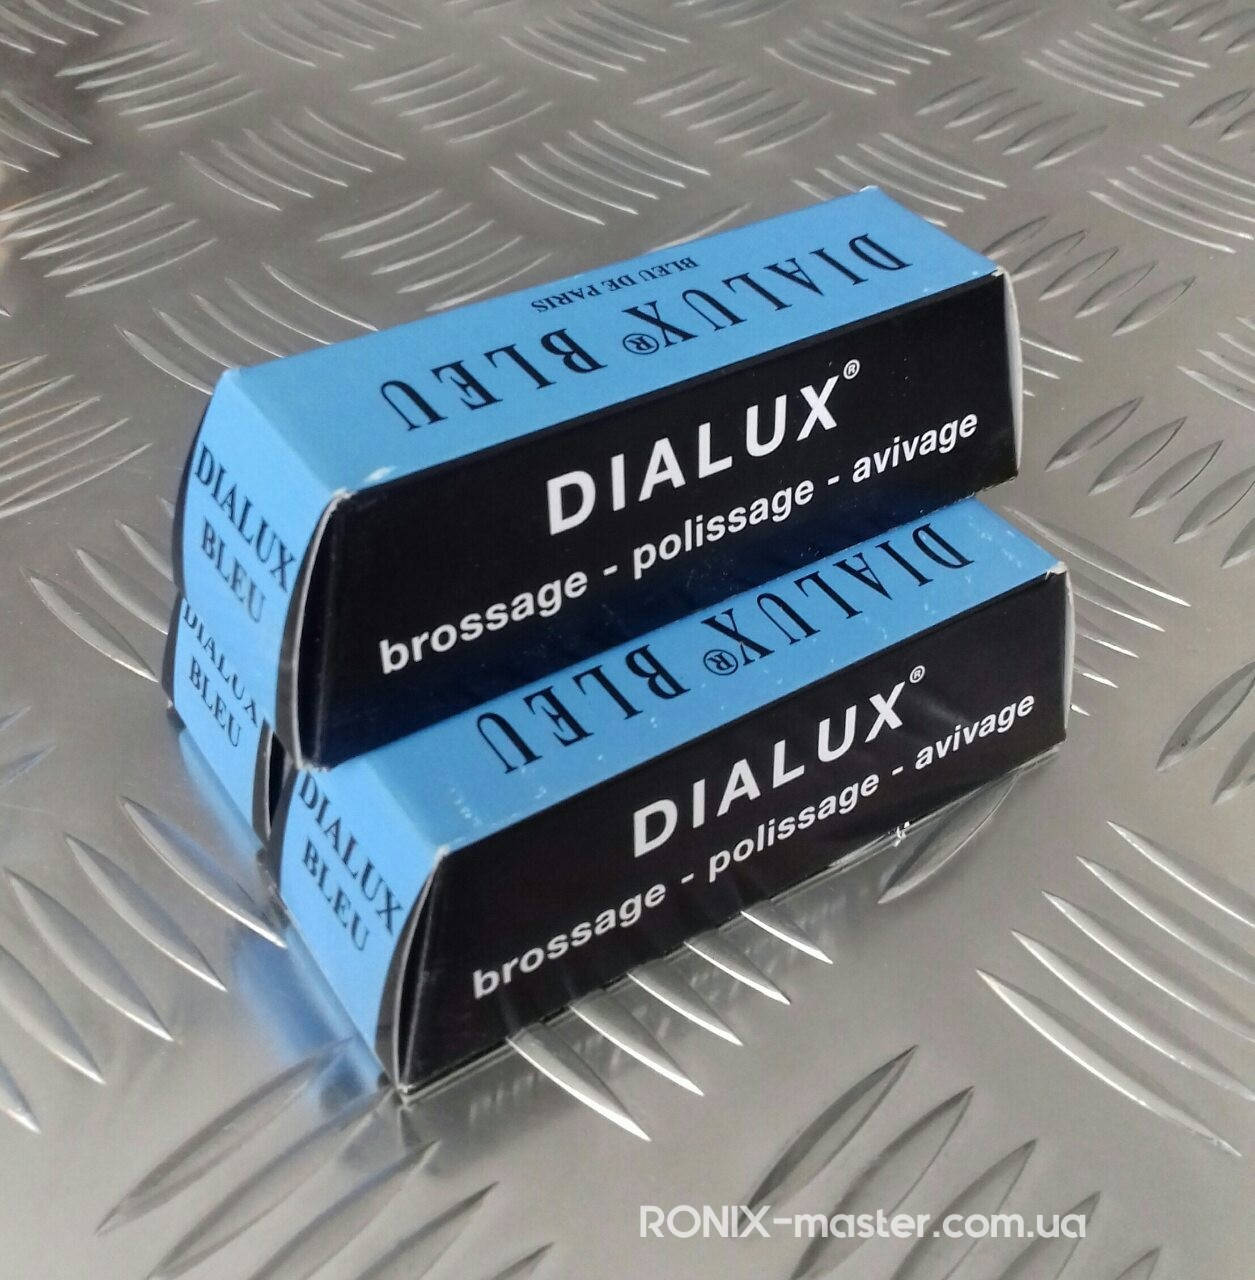 DIALUX® BLEU
BLEU DE PARIS
DIALUX
BLEU
DIALUX®
brossage - polissage - avivage
DIALUX
BLEU
DIALUX® BLEU
DIALUX
BLEU
DIALUX®
brossage - polissage - avivage
RONIX-master.com.ua